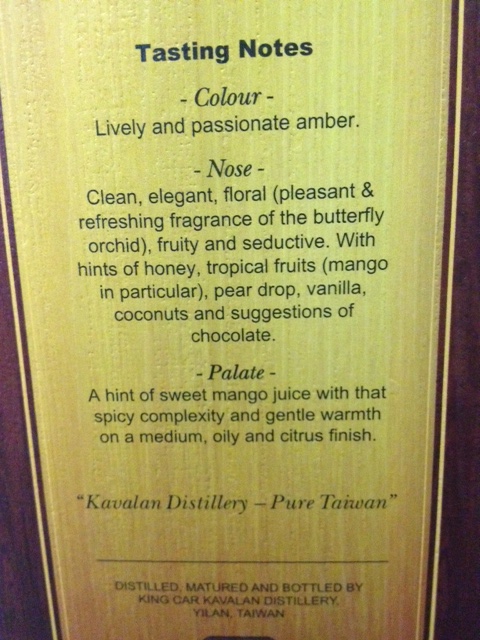 Tasting Notes
- Colour -
Lively and passionate amber.
- Nose -
Clean, elegant, floral (pleasant &
refreshing fragrance of the butterfly
orchid), fruity and seductive. With
hints of honey, tropical fruits (mango
in particular), pear drop, vanilla,
coconuts and suggestions of
chocolate.
- Palate -
A hint of sweet mango juice with that
spicy complexity and gentle warmth
on a medium, oily and citrus finish.
"Kavalan Distillery – Pure Taiwan"
DISTILLED, MATURED AND BOTTLED BY
KING CAR KAVALAN DISTILLERY,
YILAN, TAIWAN